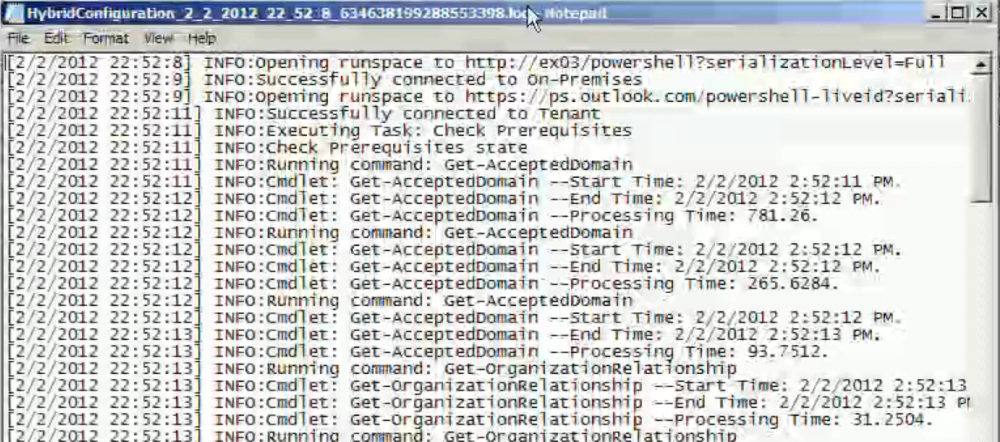 HybridConfiguration_2_2_2012_22_52_8_634638199288553398.log - Notepad
File Edit Format View Help
[2/2/2012 22:52:8] INFO:Opening runspace to http://ex03/powershell?serializationLevel=Full
[2/2/2012 22:52:9] INFO:Successfully connected to On-Premises
[2/2/2012 22:52:9] INFO:Opening runspace to https://ps.outlook.com/powershell-liveid?seriali
[2/2/2012 22:52:11] INFO:Successfully connected to Tenant
[2/2/2012 22:52:11] INFO:Executing Task: Check Prerequisites
[2/2/2012 22:52:11] INFO:Check Prerequisites state
[2/2/2012 22:52:11] INFO:Running command: Get-AcceptedDomain
[2/2/2012 22:52:11] INFO:Cmdlet: Get-AcceptedDomain --Start Time: 2/2/2012 2:52:11 PM.
[2/2/2012 22:52:12] INFO:Cmdlet: Get-AcceptedDomain --End Time: 2/2/2012 2:52:12 PM.
[2/2/2012 22:52:12] INFO:Cmdlet: Get-AcceptedDomain --Processing Time: 781.26.
[2/2/2012 22:52:12] INFO:Running command: Get-AcceptedDomain
[2/2/2012 22:52:12] INFO:Cmdlet: Get-AcceptedDomain --Start Time: 2/2/2012 2:52:12 PM.
[2/2/2012 22:52:12] INFO:Cmdlet: Get-AcceptedDomain --End Time: 2/2/2012 2:52:12 PM.
[2/2/2012 22:52:12] INFO:Cmdlet: Get-AcceptedDomain --Processing Time: 265.6284.
[2/2/2012 22:52:12] INFO:Running command: Get-AcceptedDomain
[2/2/2012 22:52:12] INFO:Cmdlet: Get-AcceptedDomain --Start Time: 2/2/2012 2:52:12 PM.
[2/2/2012 22:52:13] INFO:Cmdlet: Get-AcceptedDomain --End Time: 2/2/2012 2:52:13 PM.
[2/2/2012 22:52:13] INFO:Cmdlet: Get-AcceptedDomain --Processing Time: 93.7512.
[2/2/2012 22:52:13] INFO:Running command: Get-OrganizationRelationship
[2/2/2012 22:52:13] INFO:Cmdlet: Get-OrganizationRelationship --Start Time: 2/2/2012 2:52:13
[2/2/2012 22:52:13] INFO:Cmdlet: Get-OrganizationRelationship --End Time: 2/2/2012 2:52:13 PM
[2/2/2012 22:52:13] INFO:Cmdlet: Get-OrganizationRelationship --Processing Time: 31.2504.
[2/2/2012 22:52:13] INFO:Running command: Get-OrganizationRelationship